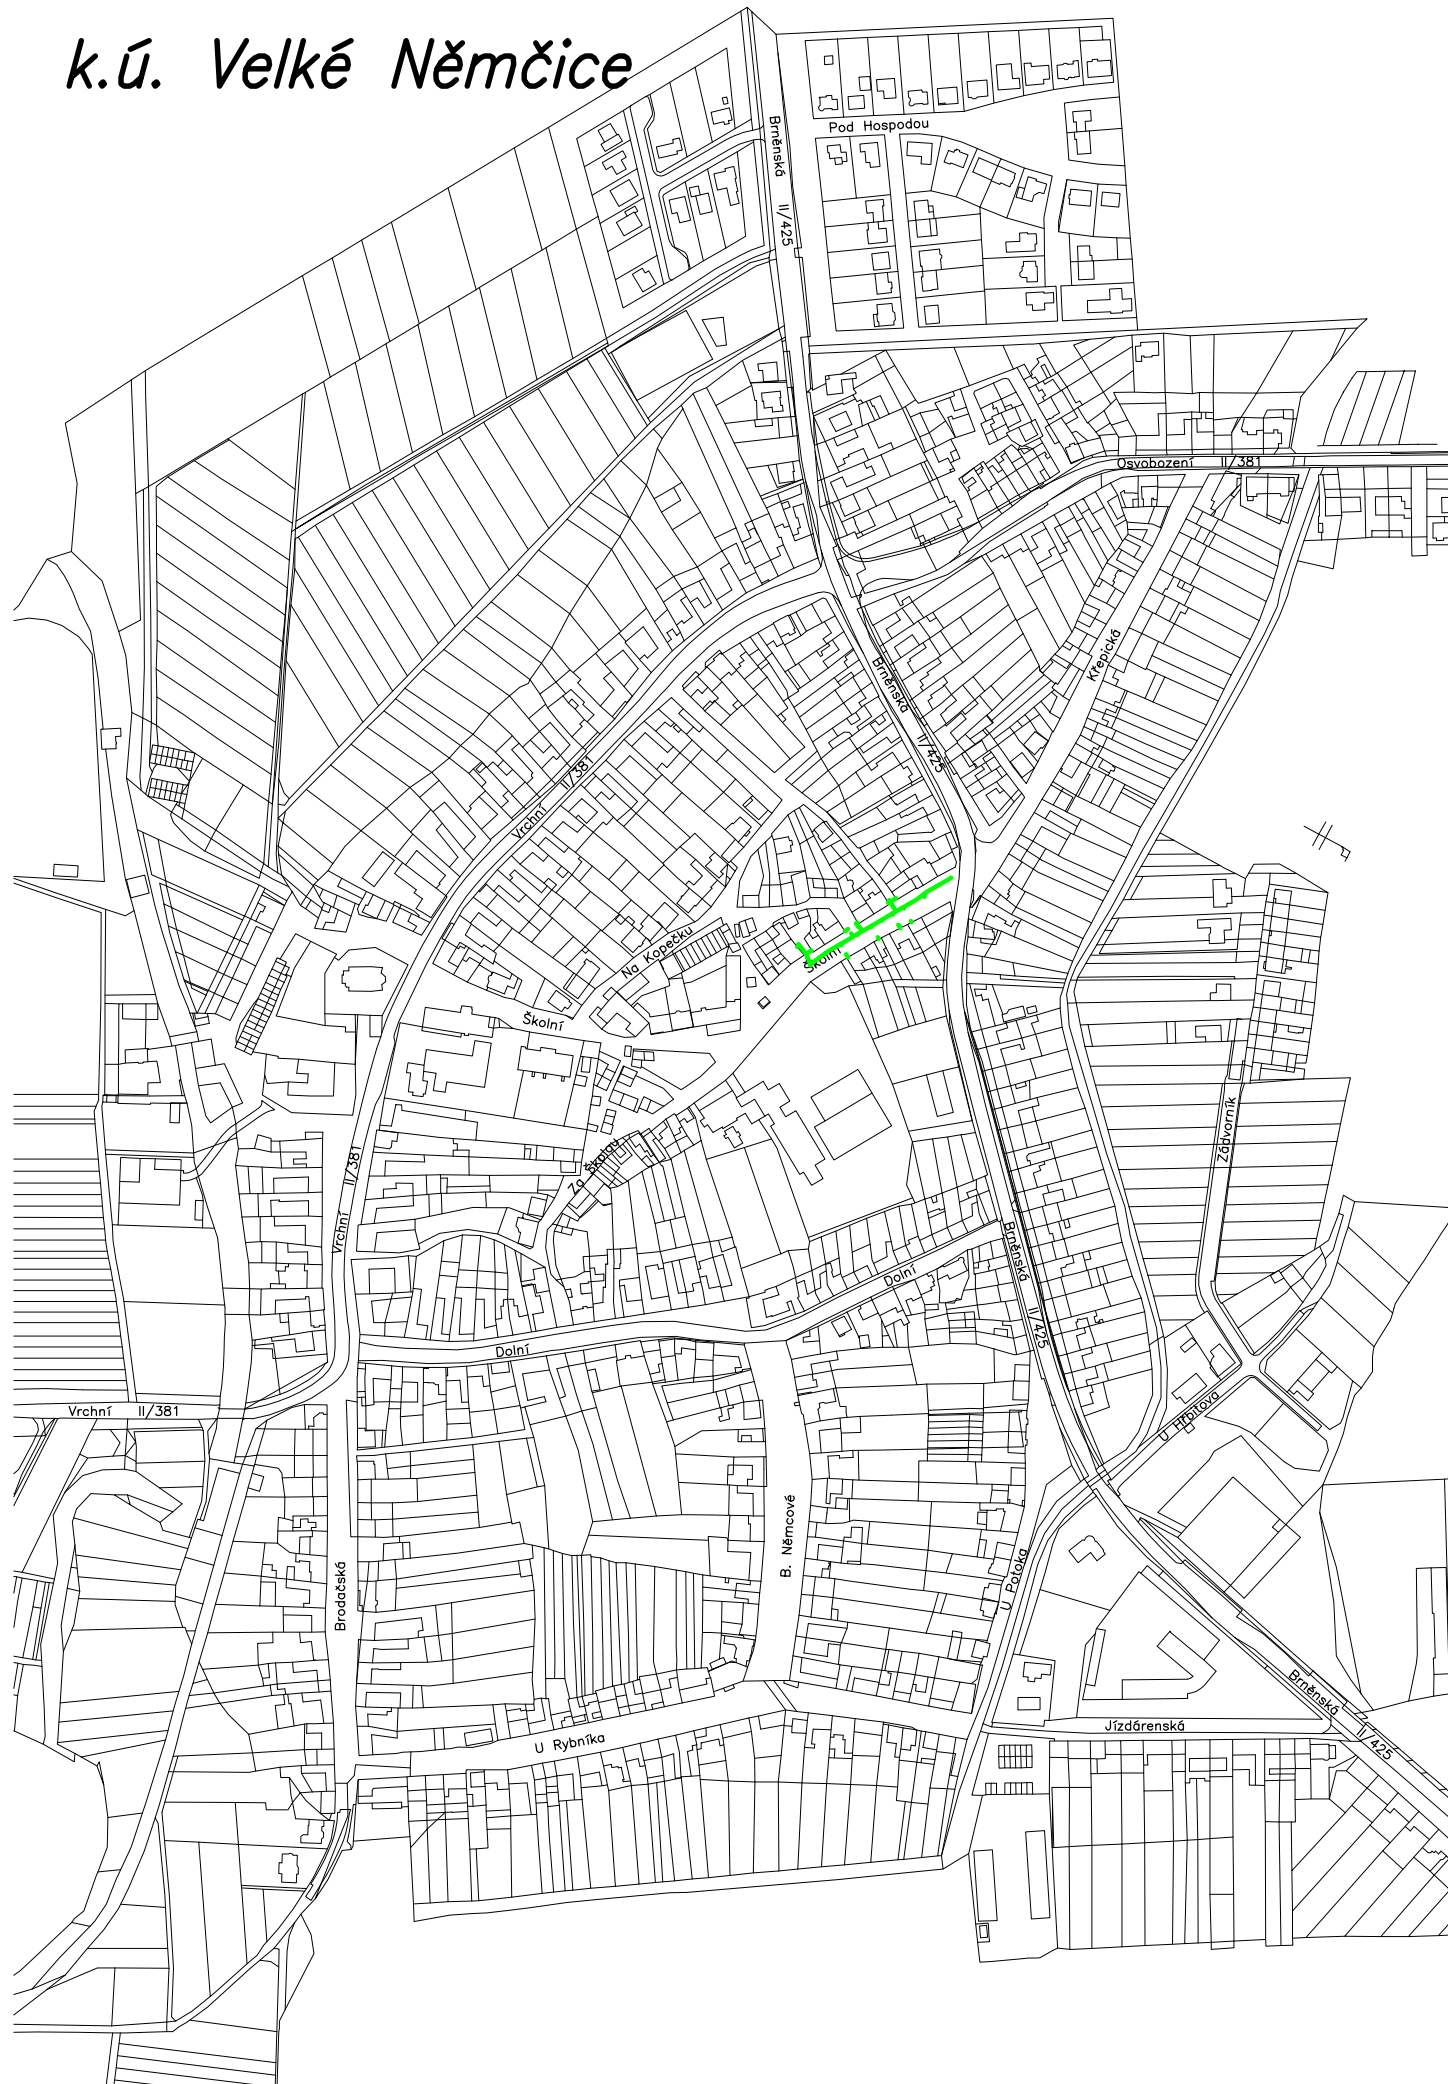 k.ú. Velké Němčice
Pod Hospodou
Brněnská
II/425
Osvobození II/381
Křepická
Brněnská
II/425
II/381
Vrchní
Na Kopečku
Školní
Školní
Zádvorník
Za Školou
II/381
Vrchní
Dolní
Brněnská
II/425
Dolní
Vrchní II/381
U Hřbitova
B. Němcové
U Potoka
Brodačská
Brněnská
II/425
Jízdárenská
U Rybníka